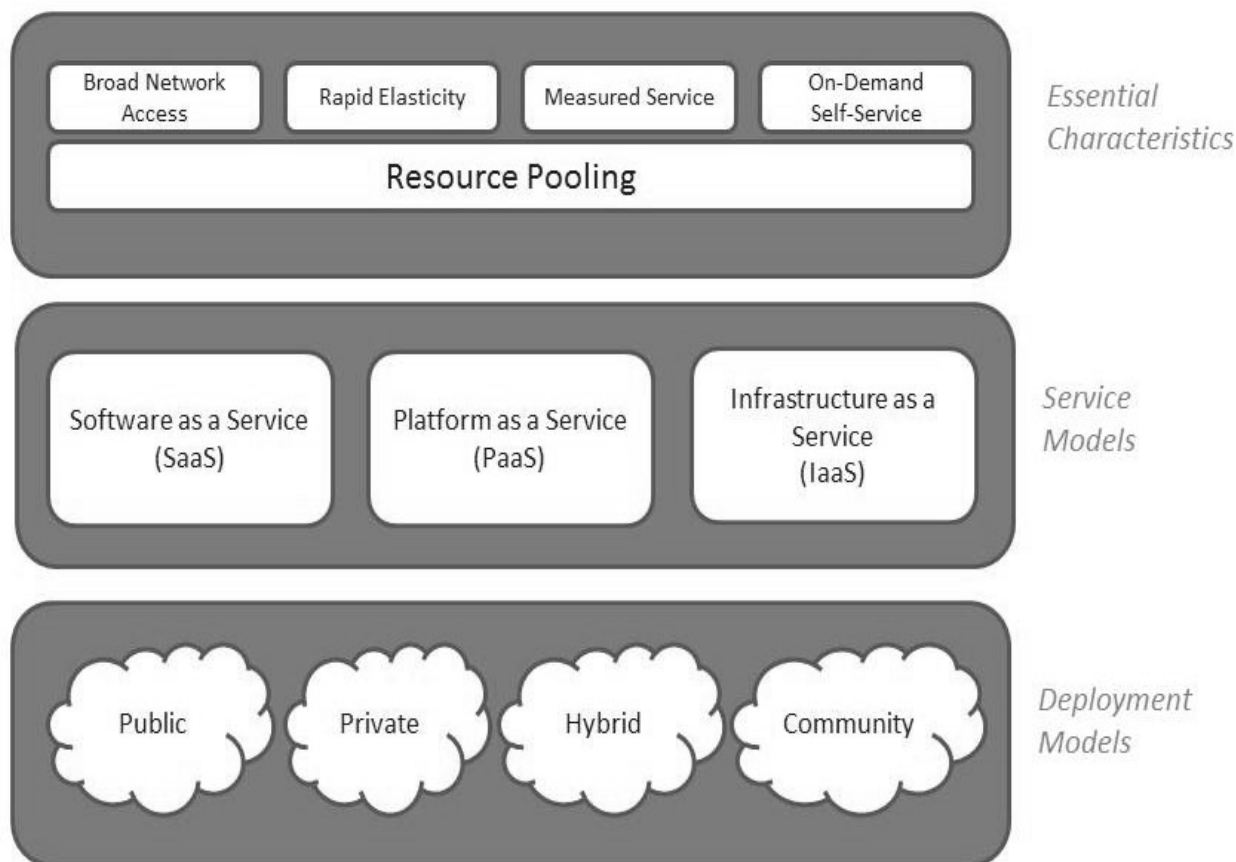 Broad Network
Access
Rapid Elasticity
Measured Service
On-Demand
Self-Service
Essential
Characteristics
Resource Pooling
Software as a Service
(SaaS)
Platform as a Service
(PaaS)
Infrastructure as a
Service
(IaaS)
Service
Models
Public
Private
Hybrid
Community
Deployment
Models